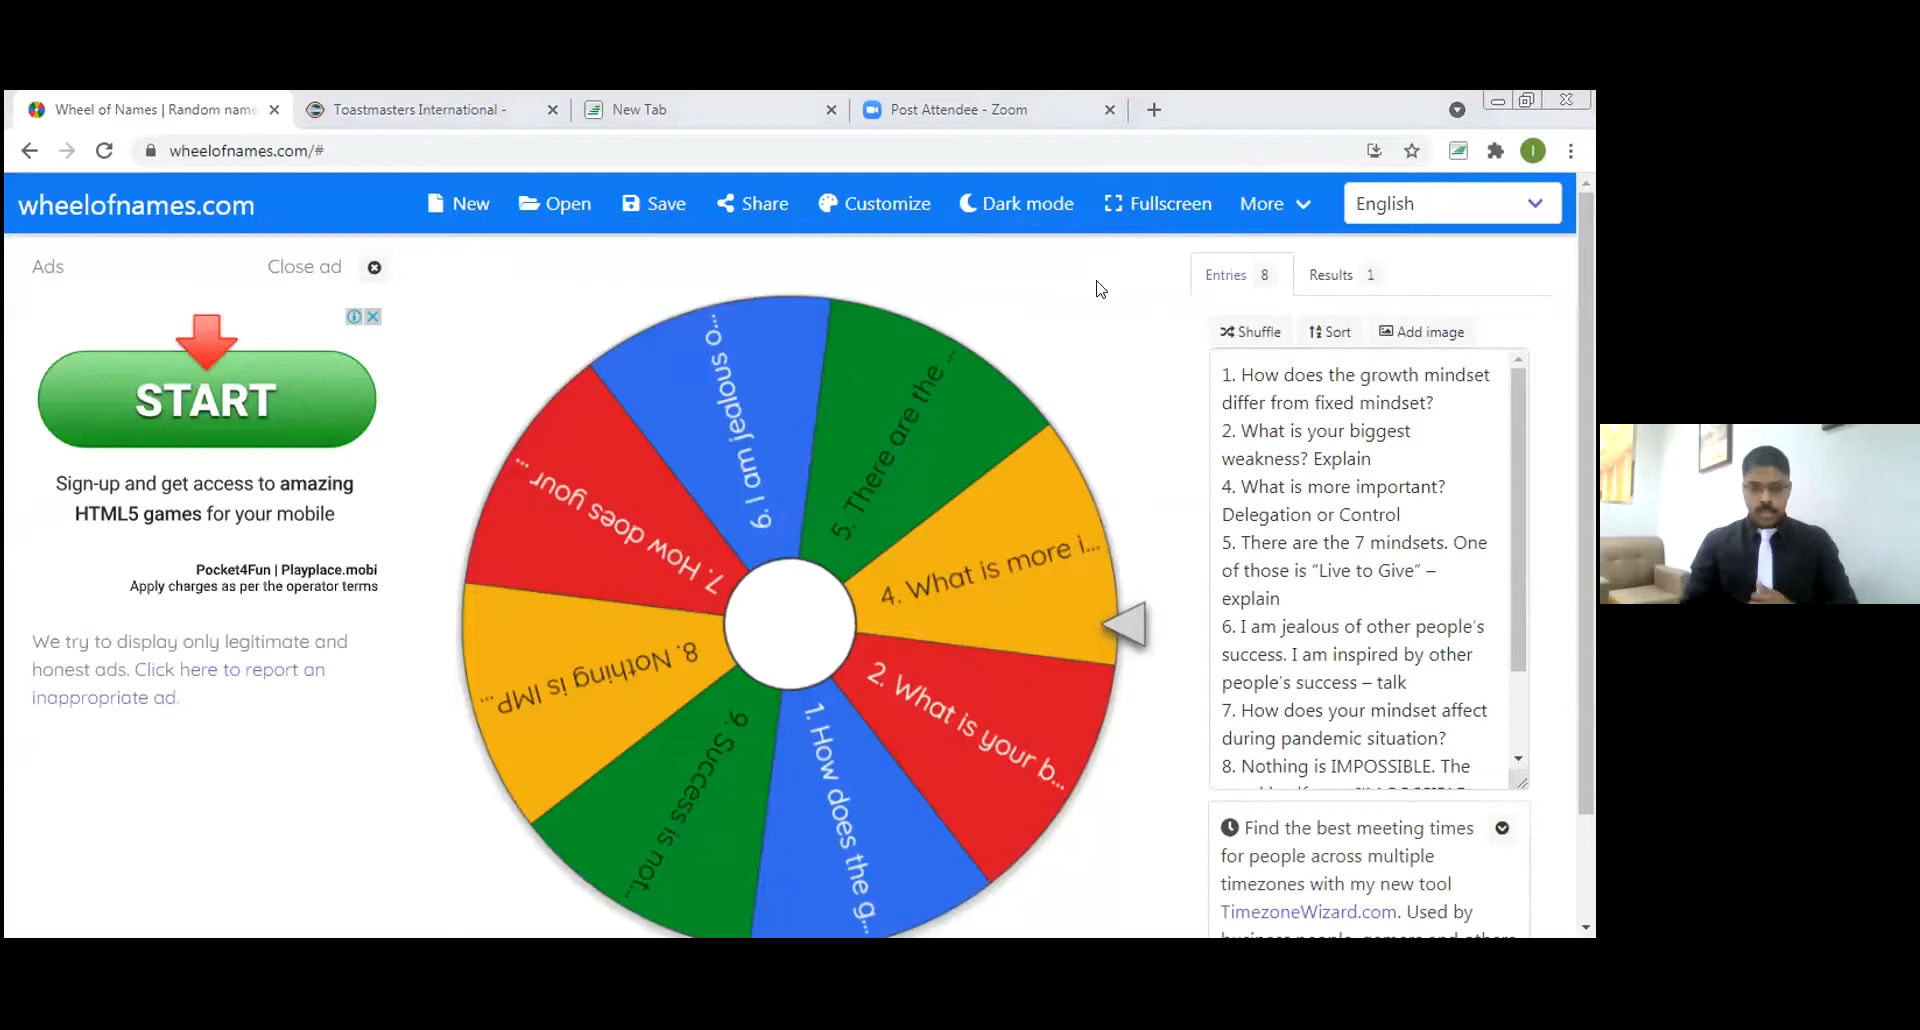 Wheel of Names | Random name
Toastmasters International -
New Tab
Post Attendee - Zoom
wheelofnames.com/#
I
wheelofnames.com
New
Open
Save
Share
Customize
Dark mode
Fullscreen
More
English
Ads
Close ad
START
Sign-up and get access to amazing
HTML5 games for your mobile
Pocket4Fun | Playplace.mobi
Apply charges as per the operator terms
We try to display only legitimate and
honest ads. Click here to report an
inappropriate ad.
6. I am jealous o...
5. There are the ...
4. What is more i...
2. What is your b...
1. How does the g...
9. Success is not...
8. Nothing is IMP...
7. How does your ...
Entries 8
Results 1
Shuffle
Sort
Add image
1. How does the growth mindset
differ from fixed mindset?
2. What is your biggest
weakness? Explain
4. What is more important?
Delegation or Control
5. There are the 7 mindsets. One
of those is “Live to Give” –
explain
6. I am jealous of other people's
success. I am inspired by other
people's success – talk
7. How does your mindset affect
during pandemic situation?
8. Nothing is IMPOSSIBLE. The
Find the best meeting times
for people across multiple
timezones with my new tool
TimezoneWizard.com. Used by